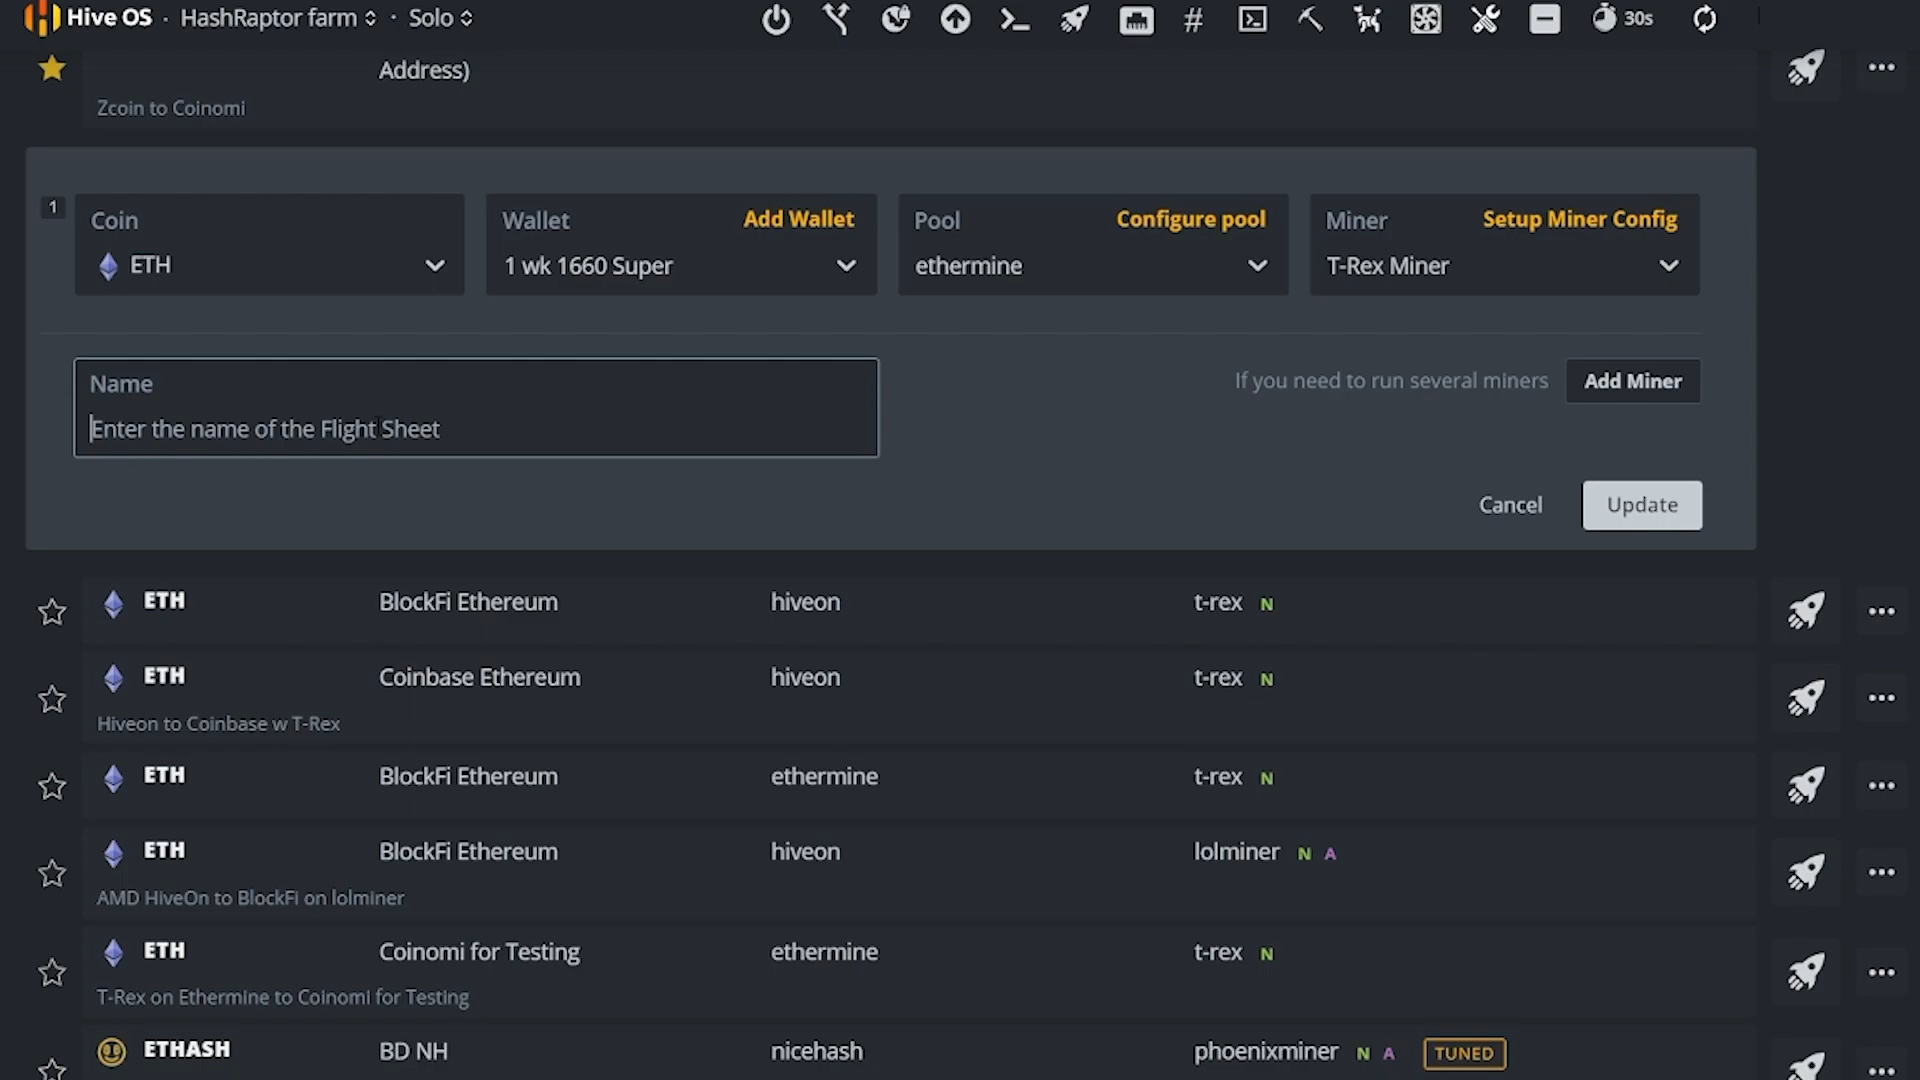 Hive OS · HashRaptor farm · Solo # 30s
Address)
Zcoin to Coinomi
1
Coin
ETH
Wallet Add Wallet
1 wk 1660 Super
Pool Configure pool
ethermine
Miner Setup Miner Config
T-Rex Miner
Name
Enter the name of the Flight Sheet
If you need to run several miners Add Miner
Cancel Update
ETH BlockFi Ethereum hiveon t-rex N
ETH Coinbase Ethereum hiveon t-rex N
Hiveon to Coinbase w T-Rex
ETH BlockFi Ethereum ethermine t-rex N
ETH BlockFi Ethereum hiveon lolminer N A
AMD HiveOn to BlockFi on lolminer
ETH Coinomi for Testing ethermine t-rex N
T-Rex on Ethermine to Coinomi for Testing
ETHASH BD NH nicehash phoenixminer N A TUNED